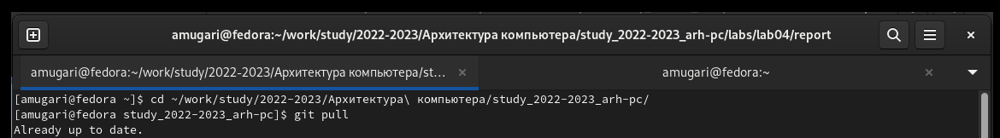 amugari@fedora:~/work/study/2022-2023/Архитектура компьютера/study_2022-2023_arh-pc/labs/lab04/report
amugari@fedora:~/work/study/2022-2023/Архитектура компьютера/st...
amugari@fedora:~
[amugari@fedora ~]$ cd ~/work/study/2022-2023/Архитектура\ компьютера/study_2022-2023_arh-pc/
[amugari@fedora study_2022-2023_arh-pc]$ git pull
Already up to date.